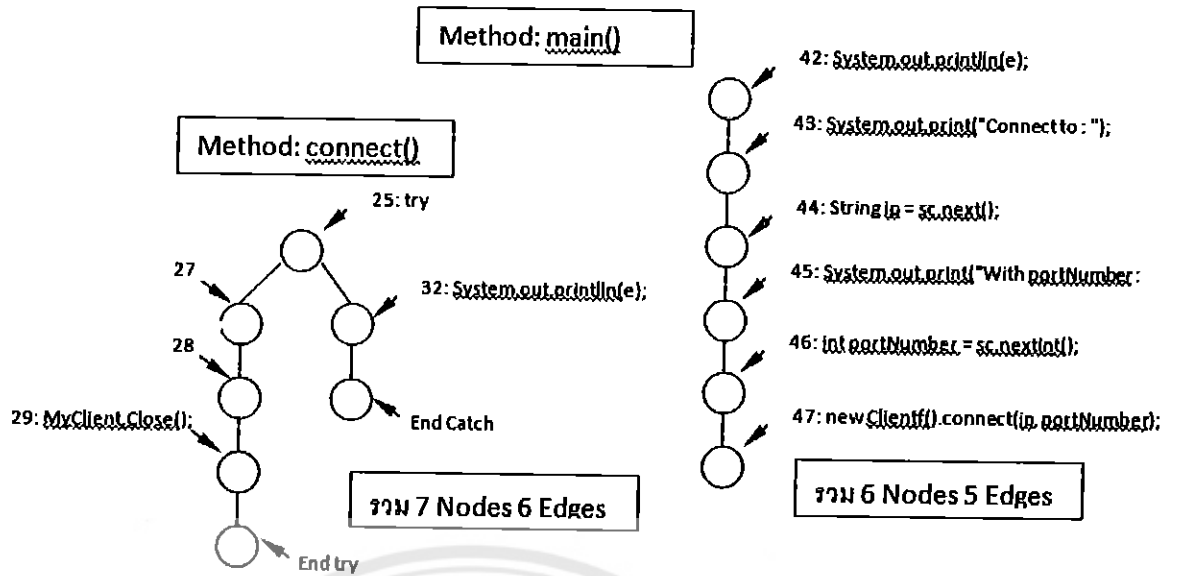 Method: main()
42: System.out.println(e);
43: System.out.print("Connect to : ");
44: String ip = sc.next();
45: System.out.print("With portNumber :
46: int portNumber = sc.nextInt();
47: new Clientf().connect(ip, portNumber);
รวม 6 Nodes 5 Edges
Method: connect()
25: try
27
28
29: MyClient.Close();
End try
32: System.out.println(e);
End Catch
รวม 7 Nodes 6 Edges